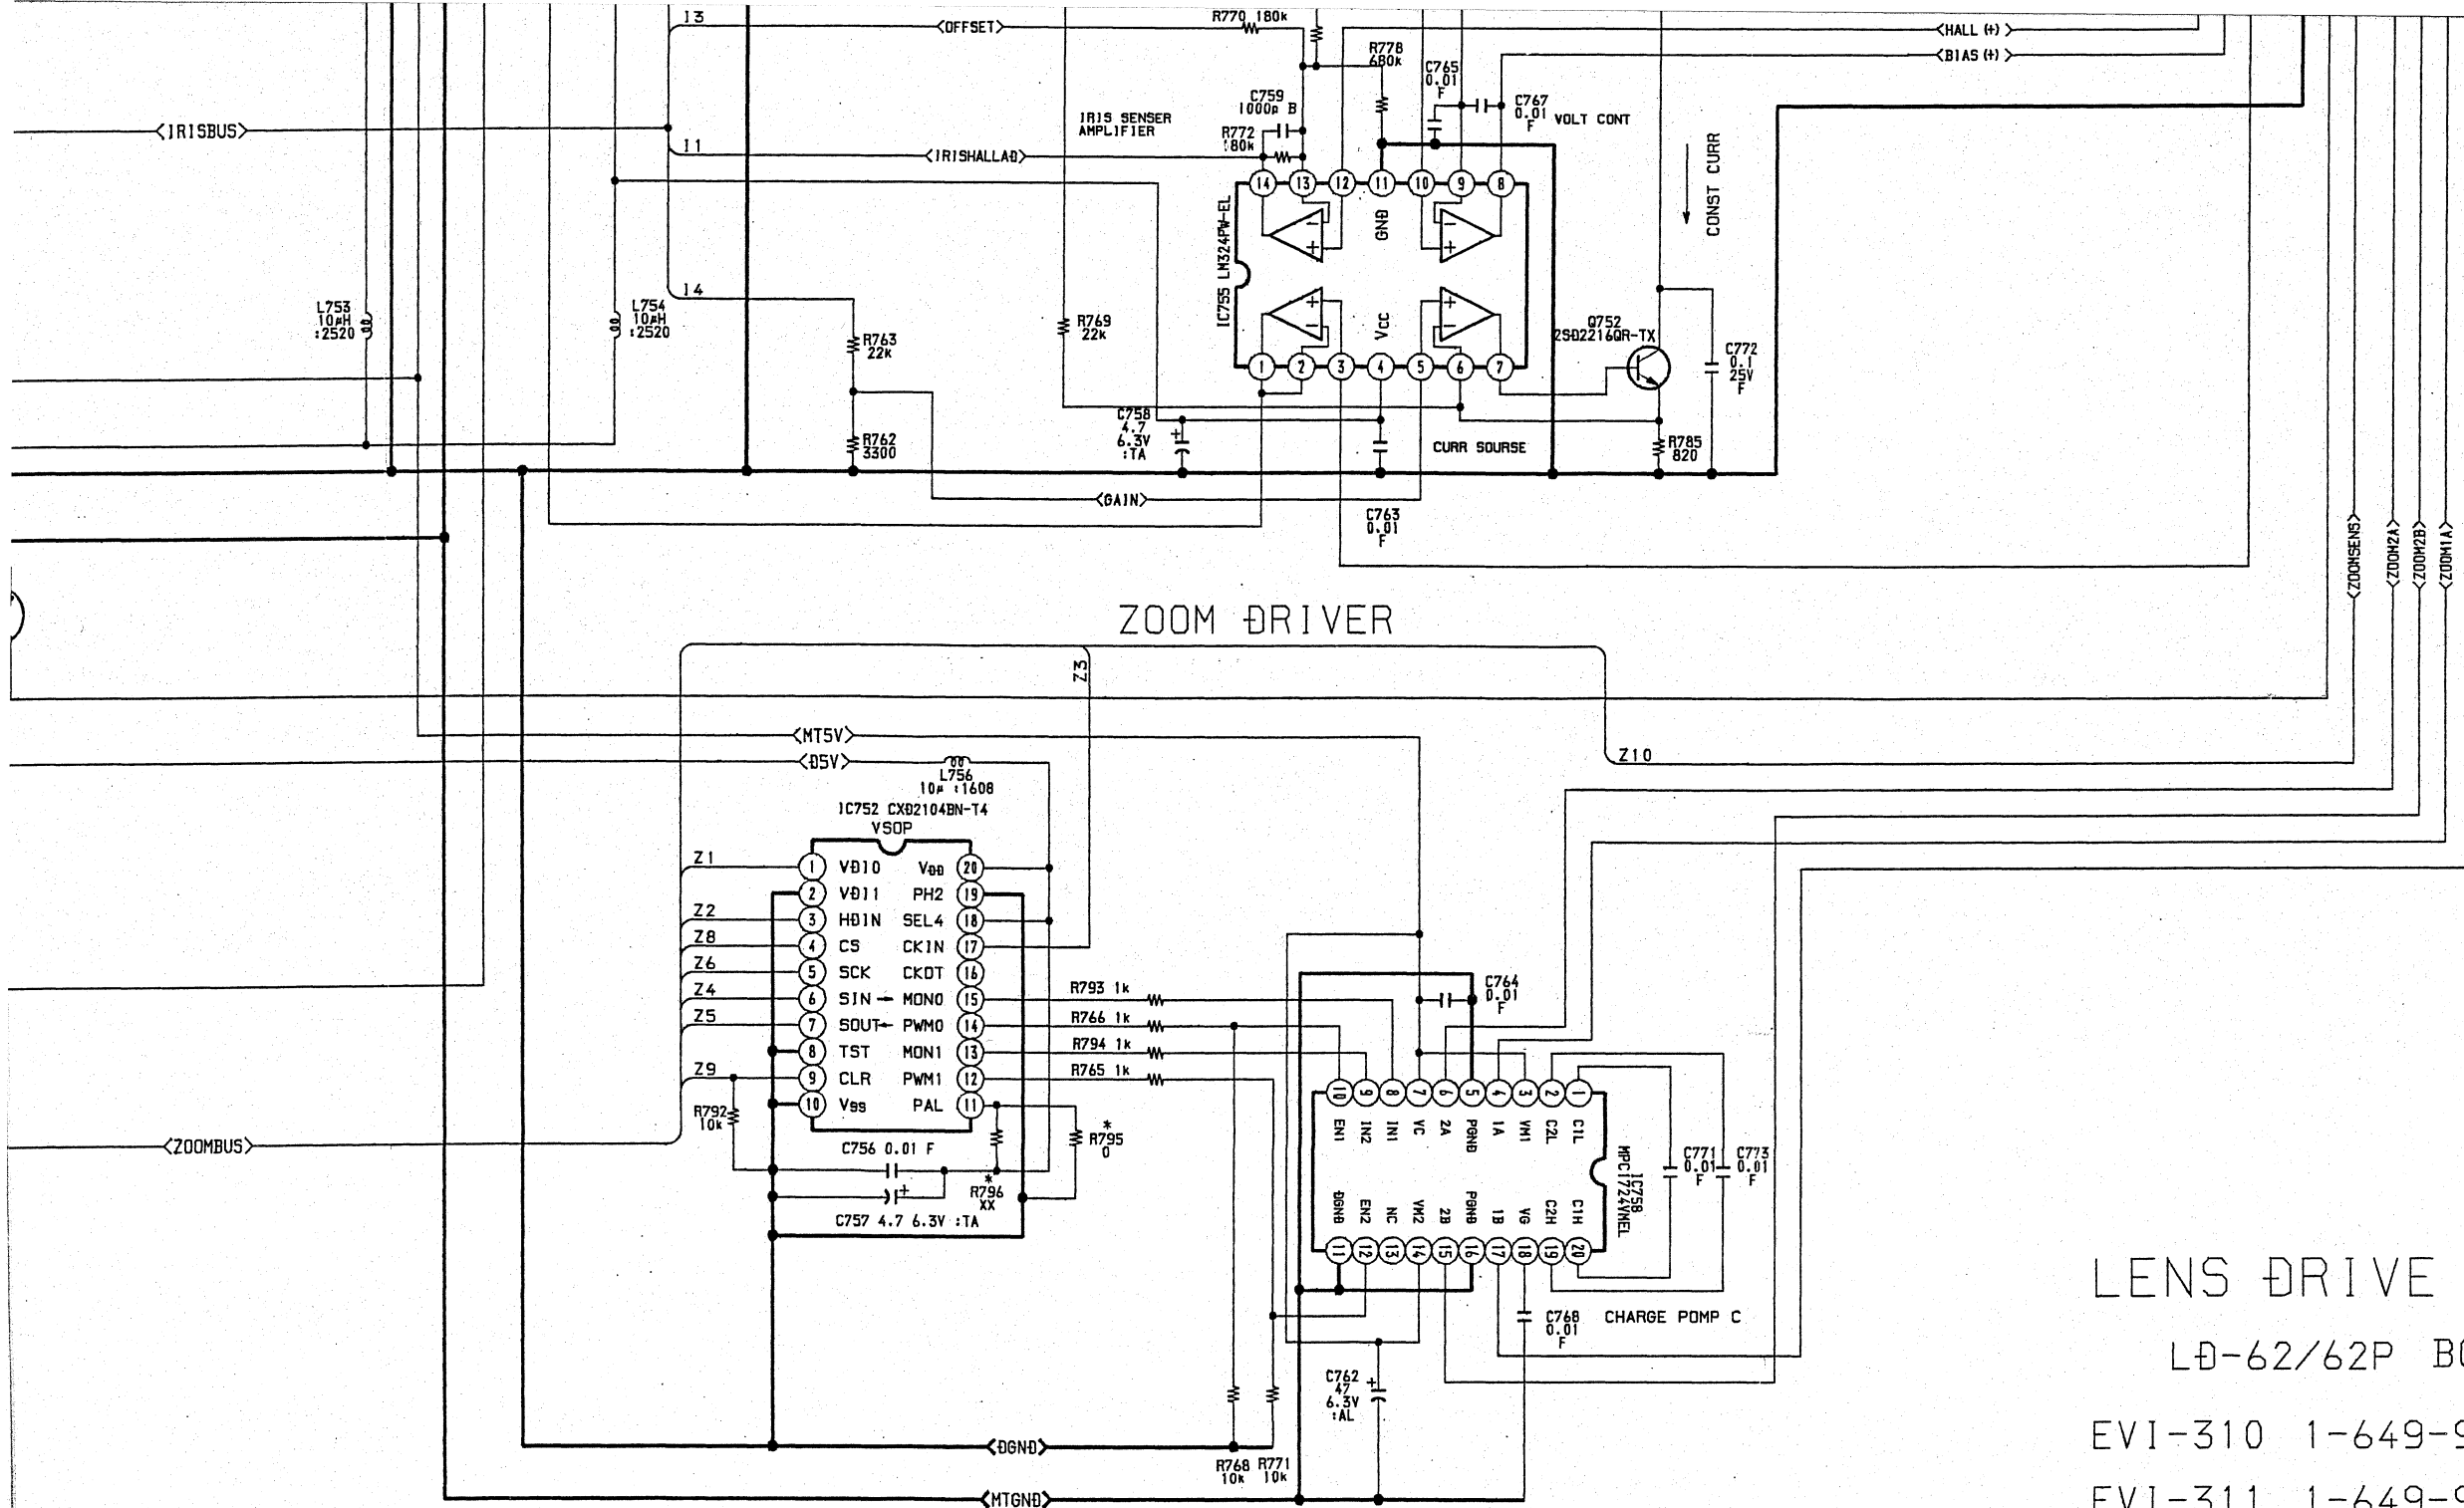 I3
<OFFSET>
R770 180k
<HALL (+)>
<BIAS (+)>
R778
680k
C765
0.01
F
C759
1000p B
C767
0.01
F
VOLT CONT
IRIS SENSER
AMPLIFIER
<IRISBUS>
R772
180k
I1
<IRISHALLAD>
CONST CURR
14 13 12 11 10 9 8
GND
IC755 LM324PW-EL
Vcc
1 2 3 4 5 6 7
I4
L753
10µH
:2520
L754
10µH
:2520
R763
22k
R769
22k
Q752
2SD2216QR-TX
C772
0.1
25V
F
C758
4.7
6.3V
:TA
R762
3300
CURR SOURSE
R785
820
<GAIN>
C763
0.01
F
<ZOOMSENS>
<ZOOM2A>
<ZOOM2B>
<ZOOM1A>
ZOOM DRIVER
Z3
<MT5V>
<D5V>
Z10
L756
10µ :1608
IC752 CXD2104BN-T4
VSOP
Z1 1 VDI0 VDD 20
2 VDI1 PH2 19
Z2 3 HDIN SEL4 18
Z8 4 CS CKIN 17
Z6 5 SCK CKOT 16
Z4 6 SIN MON0 15 R793 1k
Z5 7 SOUT PWM0 14 R766 1k
8 TST MON1 13 R794 1k
Z9 9 CLR PWM1 12 R765 1k
10 Vss PAL 11
R792
10k
C764
0.01
F
<ZOOMBUS>
C756 0.01 F
*
R795
0
*
R796
XX
C757 4.7 6.3V :TA
10 9 8 7 6 5 4 3 2 1
EN1 IN2 IN1 VC 2A PGND 1A VM1 C2L C1L
IC758
MPC1724VMEL
C771
0.01
F
C773
0.01
F
DGND EN2 NC VM2 2B PGND 1B VG C2H C1H
11 12 13 14 15 16 17 18 19 20
C768
0.01
F
CHARGE POMP C
C762
47
6.3V
:AL
<DGND>
R768
10k
R771
10k
<MTGND>
LENS DRIVE
LD-62/62P BO
EVI-310 1-649-9
EVI-311 1-649-9